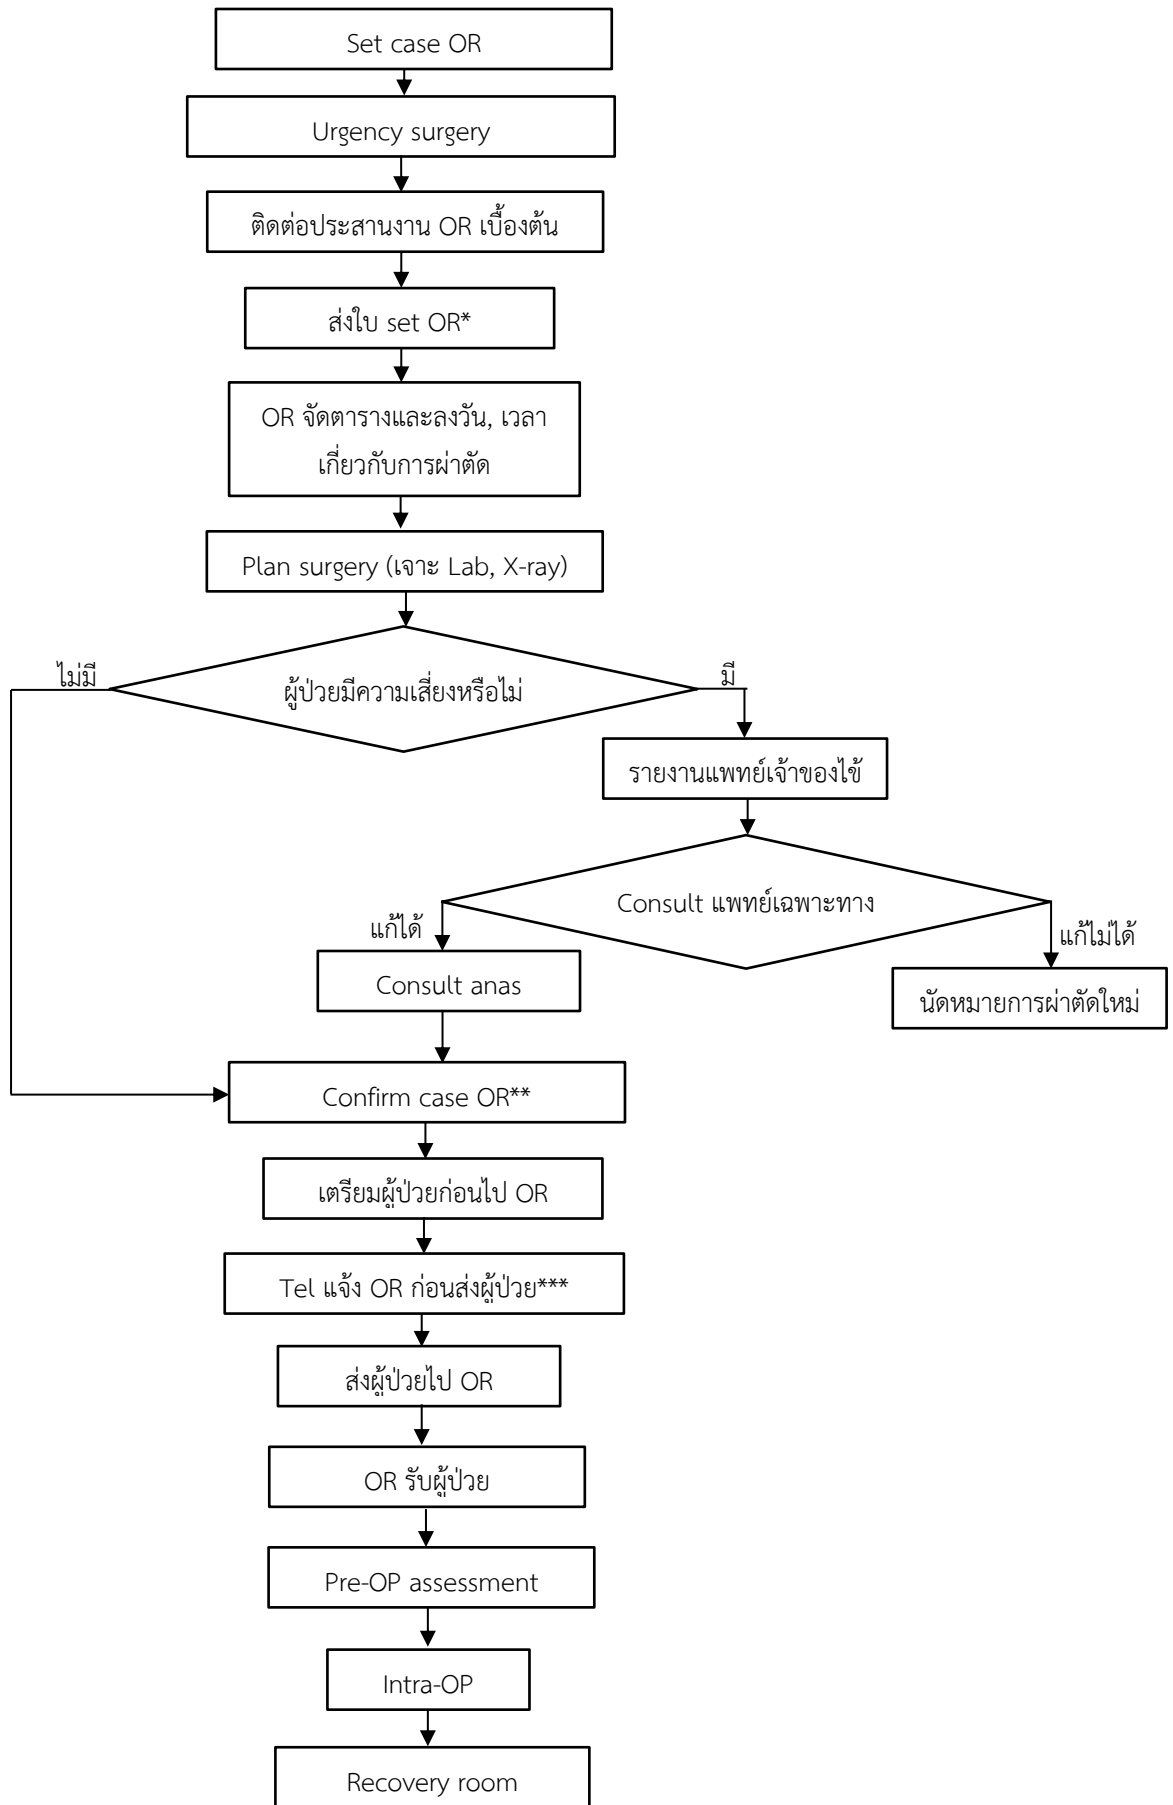 Set case OR
Urgency surgery
ติดต่อประสานงาน OR เบื้องต้น
ส่งใบ set OR*
OR จัดตารางและลงวัน, เวลา
เกี่ยวกับการผ่าตัด
Plan surgery (เจาะ Lab, X-ray)
ไม่มี
ผู้ป่วยมีความเสี่ยงหรือไม่
มี
รายงานแพทย์เจ้าของไข้
Consult แพทย์เฉพาะทาง
แก้ได้
แก้ไม่ได้
Consult anas
นัดหมายการผ่าตัดใหม่
Confirm case OR**
เตรียมผู้ป่วยก่อนไป OR
Tel แจ้ง OR ก่อนส่งผู้ป่วย***
ส่งผู้ป่วยไป OR
OR รับผู้ป่วย
Pre-OP assessment
Intra-OP
Recovery room